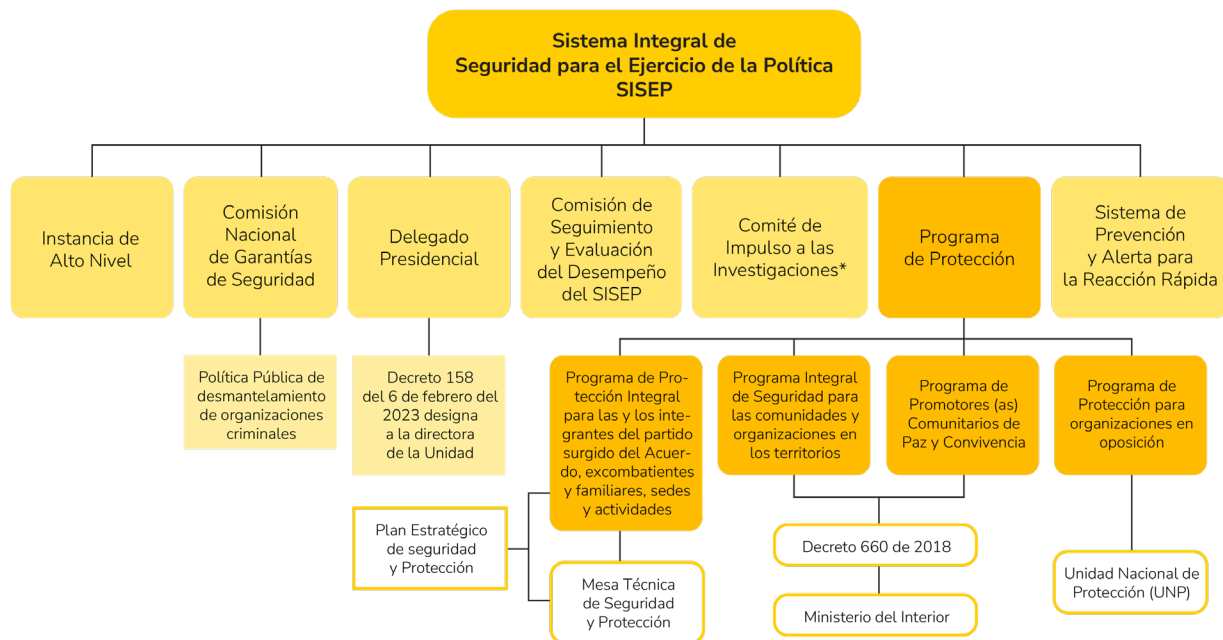 Sistema Integral de
Seguridad para el Ejercicio de la Política
SISEP
Instancia de
Alto Nivel
Comisión
Nacional
de Garantías
de Seguridad
Delegado
Presidencial
Comisión de
Seguimiento
y Evaluación
del Desempeño
del SISEP
Comité de
Impulso a las
Investigaciones*
Programa
de Protección
Sistema de
Prevención
y Alerta para
la Reacción Rápida
Política Pública de
desmantelamiento
de organizaciones
criminales
Decreto 158
del 6 de febrero del
2023 designa
a la directora
de la Unidad
Programa de Pro-
tección Integral
para las y los inte-
grantes del partido
surgido del Acuer-
do, excombatientes
y familiares, sedes
y actividades
Programa Integral
de Seguridad para
las comunidades y
organizaciones en
los territorios
Programa de
Promotores (as)
Comunitarios de
Paz y Convivencia
Programa de
Protección para
organizaciones en
oposición
Plan Estratégico
de seguridad
y Protección
Mesa Técnica
de Seguridad
y Protección
Decreto 660 de 2018
Ministerio del Interior
Unidad Nacional de
Protección (UNP)